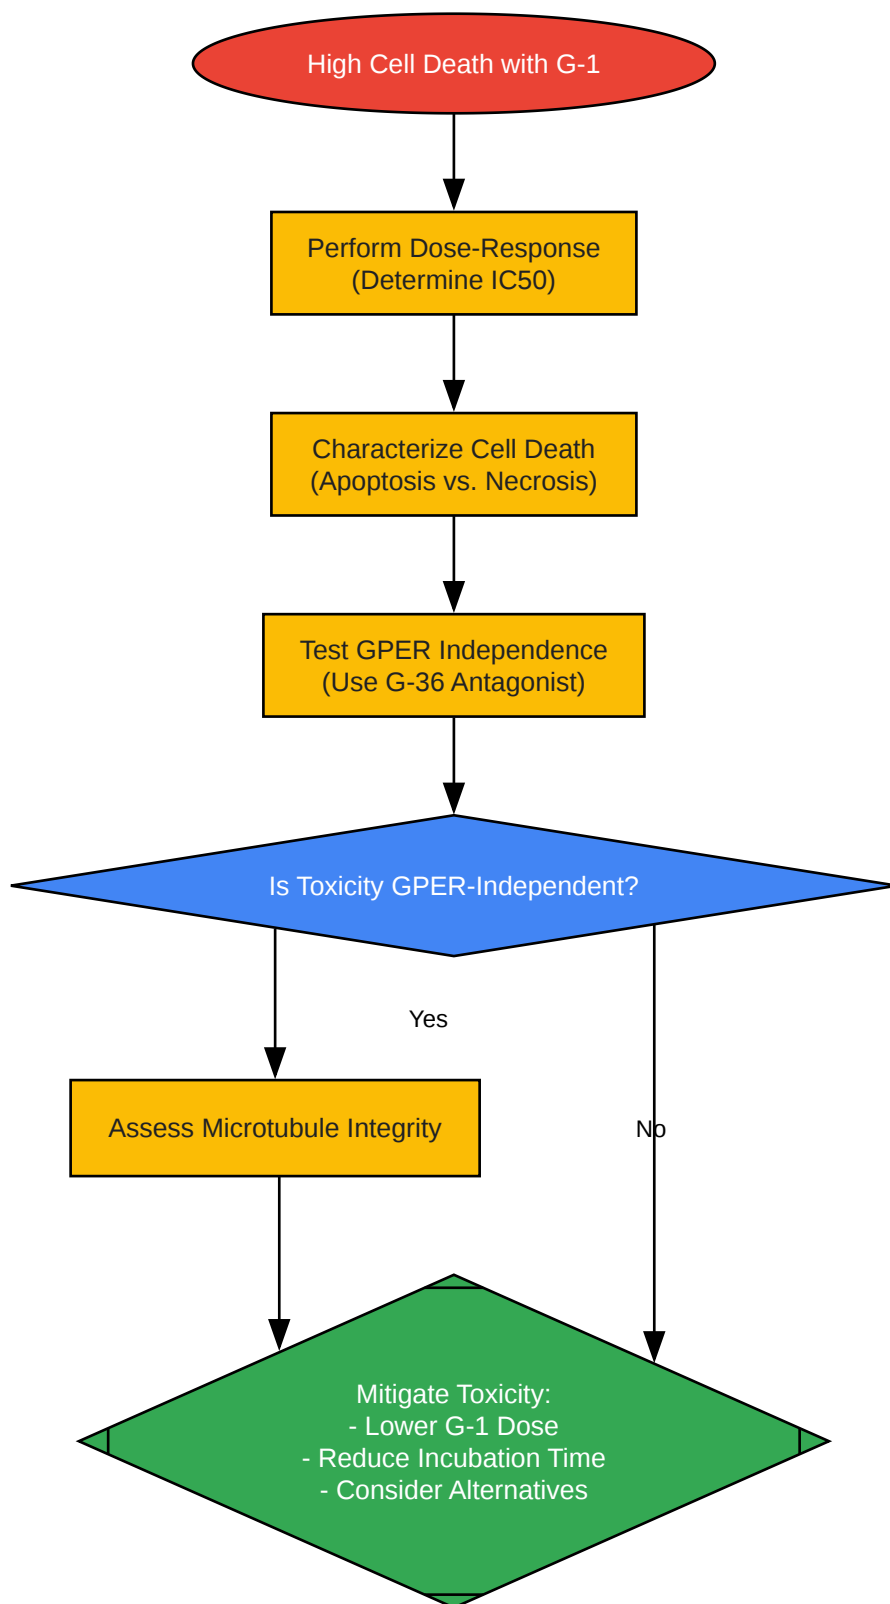 High Cell Death with G-1
Perform Dose-Response
(Determine IC50)
Characterize Cell Death
(Apoptosis vs. Necrosis)
Test GPER Independence
(Use G-36 Antagonist)
Is Toxicity GPER-Independent?
Yes
Assess Microtubule Integrity
No
Mitigate Toxicity:
- Lower G-1 Dose
- Reduce Incubation Time
- Consider Alternatives